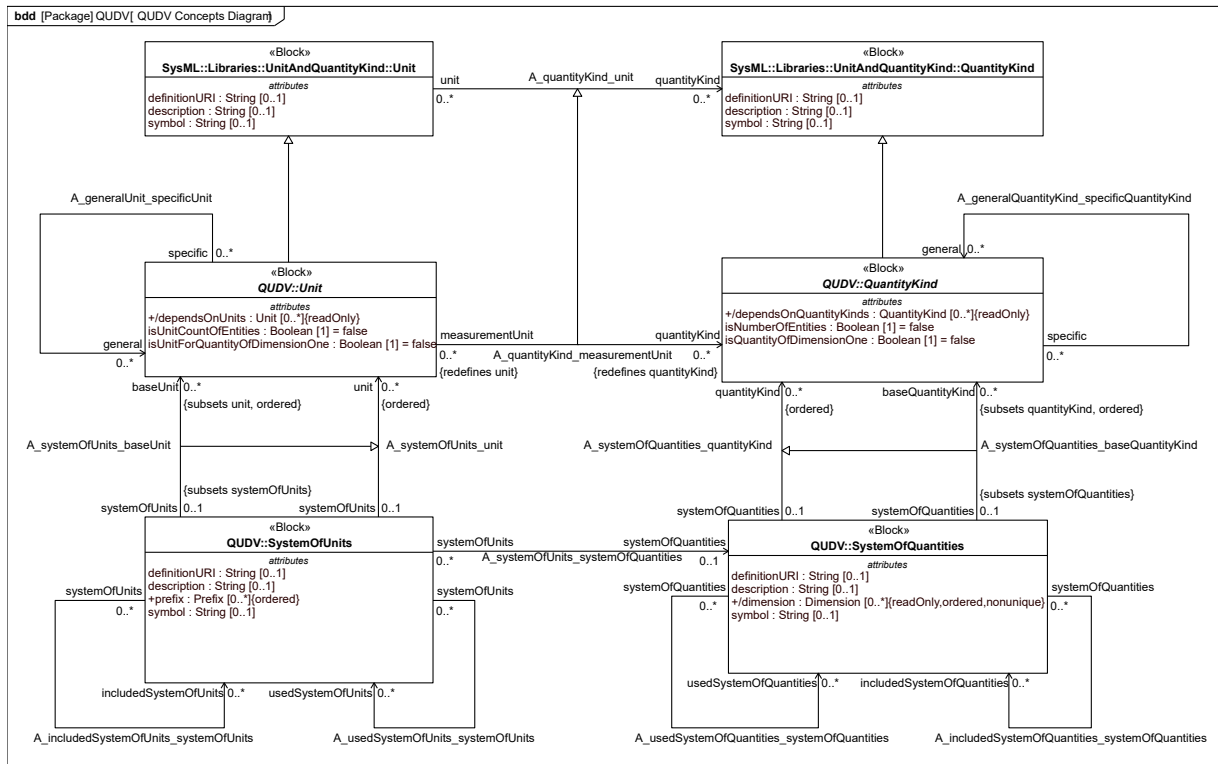 bdd [Package] QUDV[ QUDV Concepts Diagram]
«Block»
SysML::Libraries::UnitAndQuantityKind::Unit
attributes
definitionURI : String [0..1]
description : String [0..1]
symbol : String [0..1]
unit
0..*
A_quantityKind_unit
quantityKind
0..*
«Block»
SysML::Libraries::UnitAndQuantityKind::QuantityKind
attributes
definitionURI : String [0..1]
description : String [0..1]
symbol : String [0..1]
A_generalUnit_specificUnit
specific 0..*
general
0..*
«Block»
QUDV::Unit
attributes
+/dependsOnUnits : Unit [0..*]{readOnly}
isUnitCountOfEntities : Boolean [1] = false
isUnitForQuantityOfDimensionOne : Boolean [1] = false
measurementUnit
0..*
{redefines unit}
A_quantityKind_measurementUnit
quantityKind
0..*
{redefines quantityKind}
A_generalQuantityKind_specificQuantityKind
general 0..*
«Block»
QUDV::QuantityKind
attributes
+/dependsOnQuantityKinds : QuantityKind [0..*]{readOnly}
isNumberOfEntities : Boolean [1] = false
isQuantityOfDimensionOne : Boolean [1] = false
specific
0..*
baseUnit 0..*
{subsets unit, ordered}
unit 0..*
{ordered}
quantityKind 0..*
{ordered}
baseQuantityKind 0..*
{subsets quantityKind, ordered}
A_systemOfUnits_baseUnit
A_systemOfUnits_unit
A_systemOfQuantities_quantityKind
A_systemOfQuantities_baseQuantityKind
{subsets systemOfUnits}
systemOfUnits 0..1
systemOfUnits 0..1
systemOfQuantities 0..1
{subsets systemOfQuantities}
systemOfQuantities 0..1
«Block»
QUDV::SystemOfUnits
attributes
definitionURI : String [0..1]
description : String [0..1]
+prefix : Prefix [0..*]{ordered}
symbol : String [0..1]
systemOfUnits
0..*
A_systemOfUnits_systemOfQuantities
systemOfQuantities
0..1
«Block»
QUDV::SystemOfQuantities
attributes
definitionURI : String [0..1]
description : String [0..1]
+/dimension : Dimension [0..*]{readOnly,ordered,nonunique}
symbol : String [0..1]
systemOfUnits
0..*
systemOfUnits
0..*
systemOfQuantities
0..*
systemOfQuantities
0..*
includedSystemOfUnits 0..*
usedSystemOfUnits 0..*
usedSystemOfQuantities 0..*
includedSystemOfQuantities 0..*
A_includedSystemOfUnits_systemOfUnits
A_usedSystemOfUnits_systemOfUnits
A_usedSystemOfQuantities_systemOfQuantities
A_includedSystemOfQuantities_systemOfQuantities